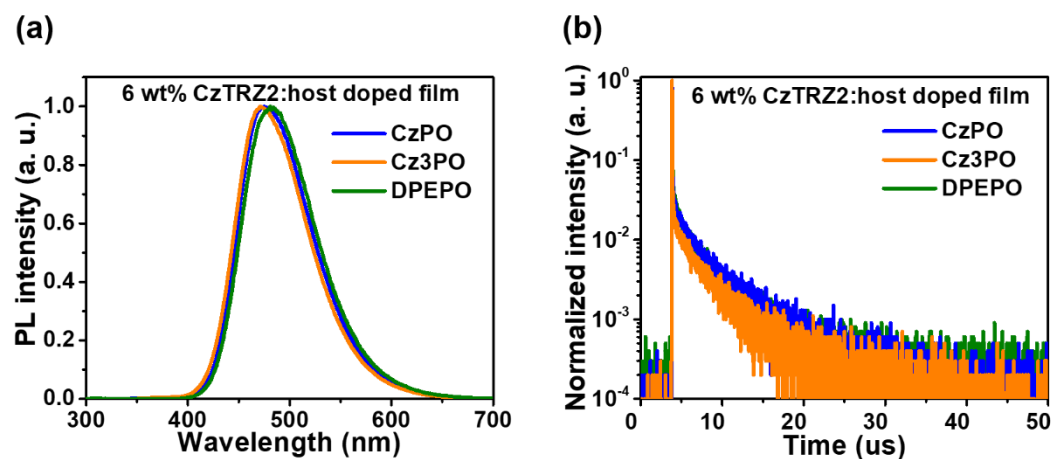 (a)
6 wt% CzTRZ2:host doped film
CzPO
Cz3PO
DPEPO
PL intensity (a. u.)
1.0
0.8
0.6
0.4
0.2
0.0
300 400 500 600 700
Wavelength (nm)
(b)
6 wt% CzTRZ2:host doped film
CzPO
Cz3PO
DPEPO
Normalized intensity (a. u.)
10⁰
10⁻¹
10⁻²
10⁻³
10⁻⁴
0 10 20 30 40 50
Time (us)